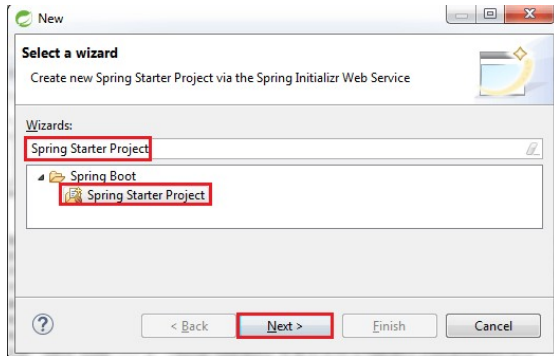 New
Select a wizard
Create new Spring Starter Project via the Spring Initializr Web Service
Wizards:
Spring Starter Project
Spring Boot
Spring Starter Project
?
< Back
Next >
Finish
Cancel